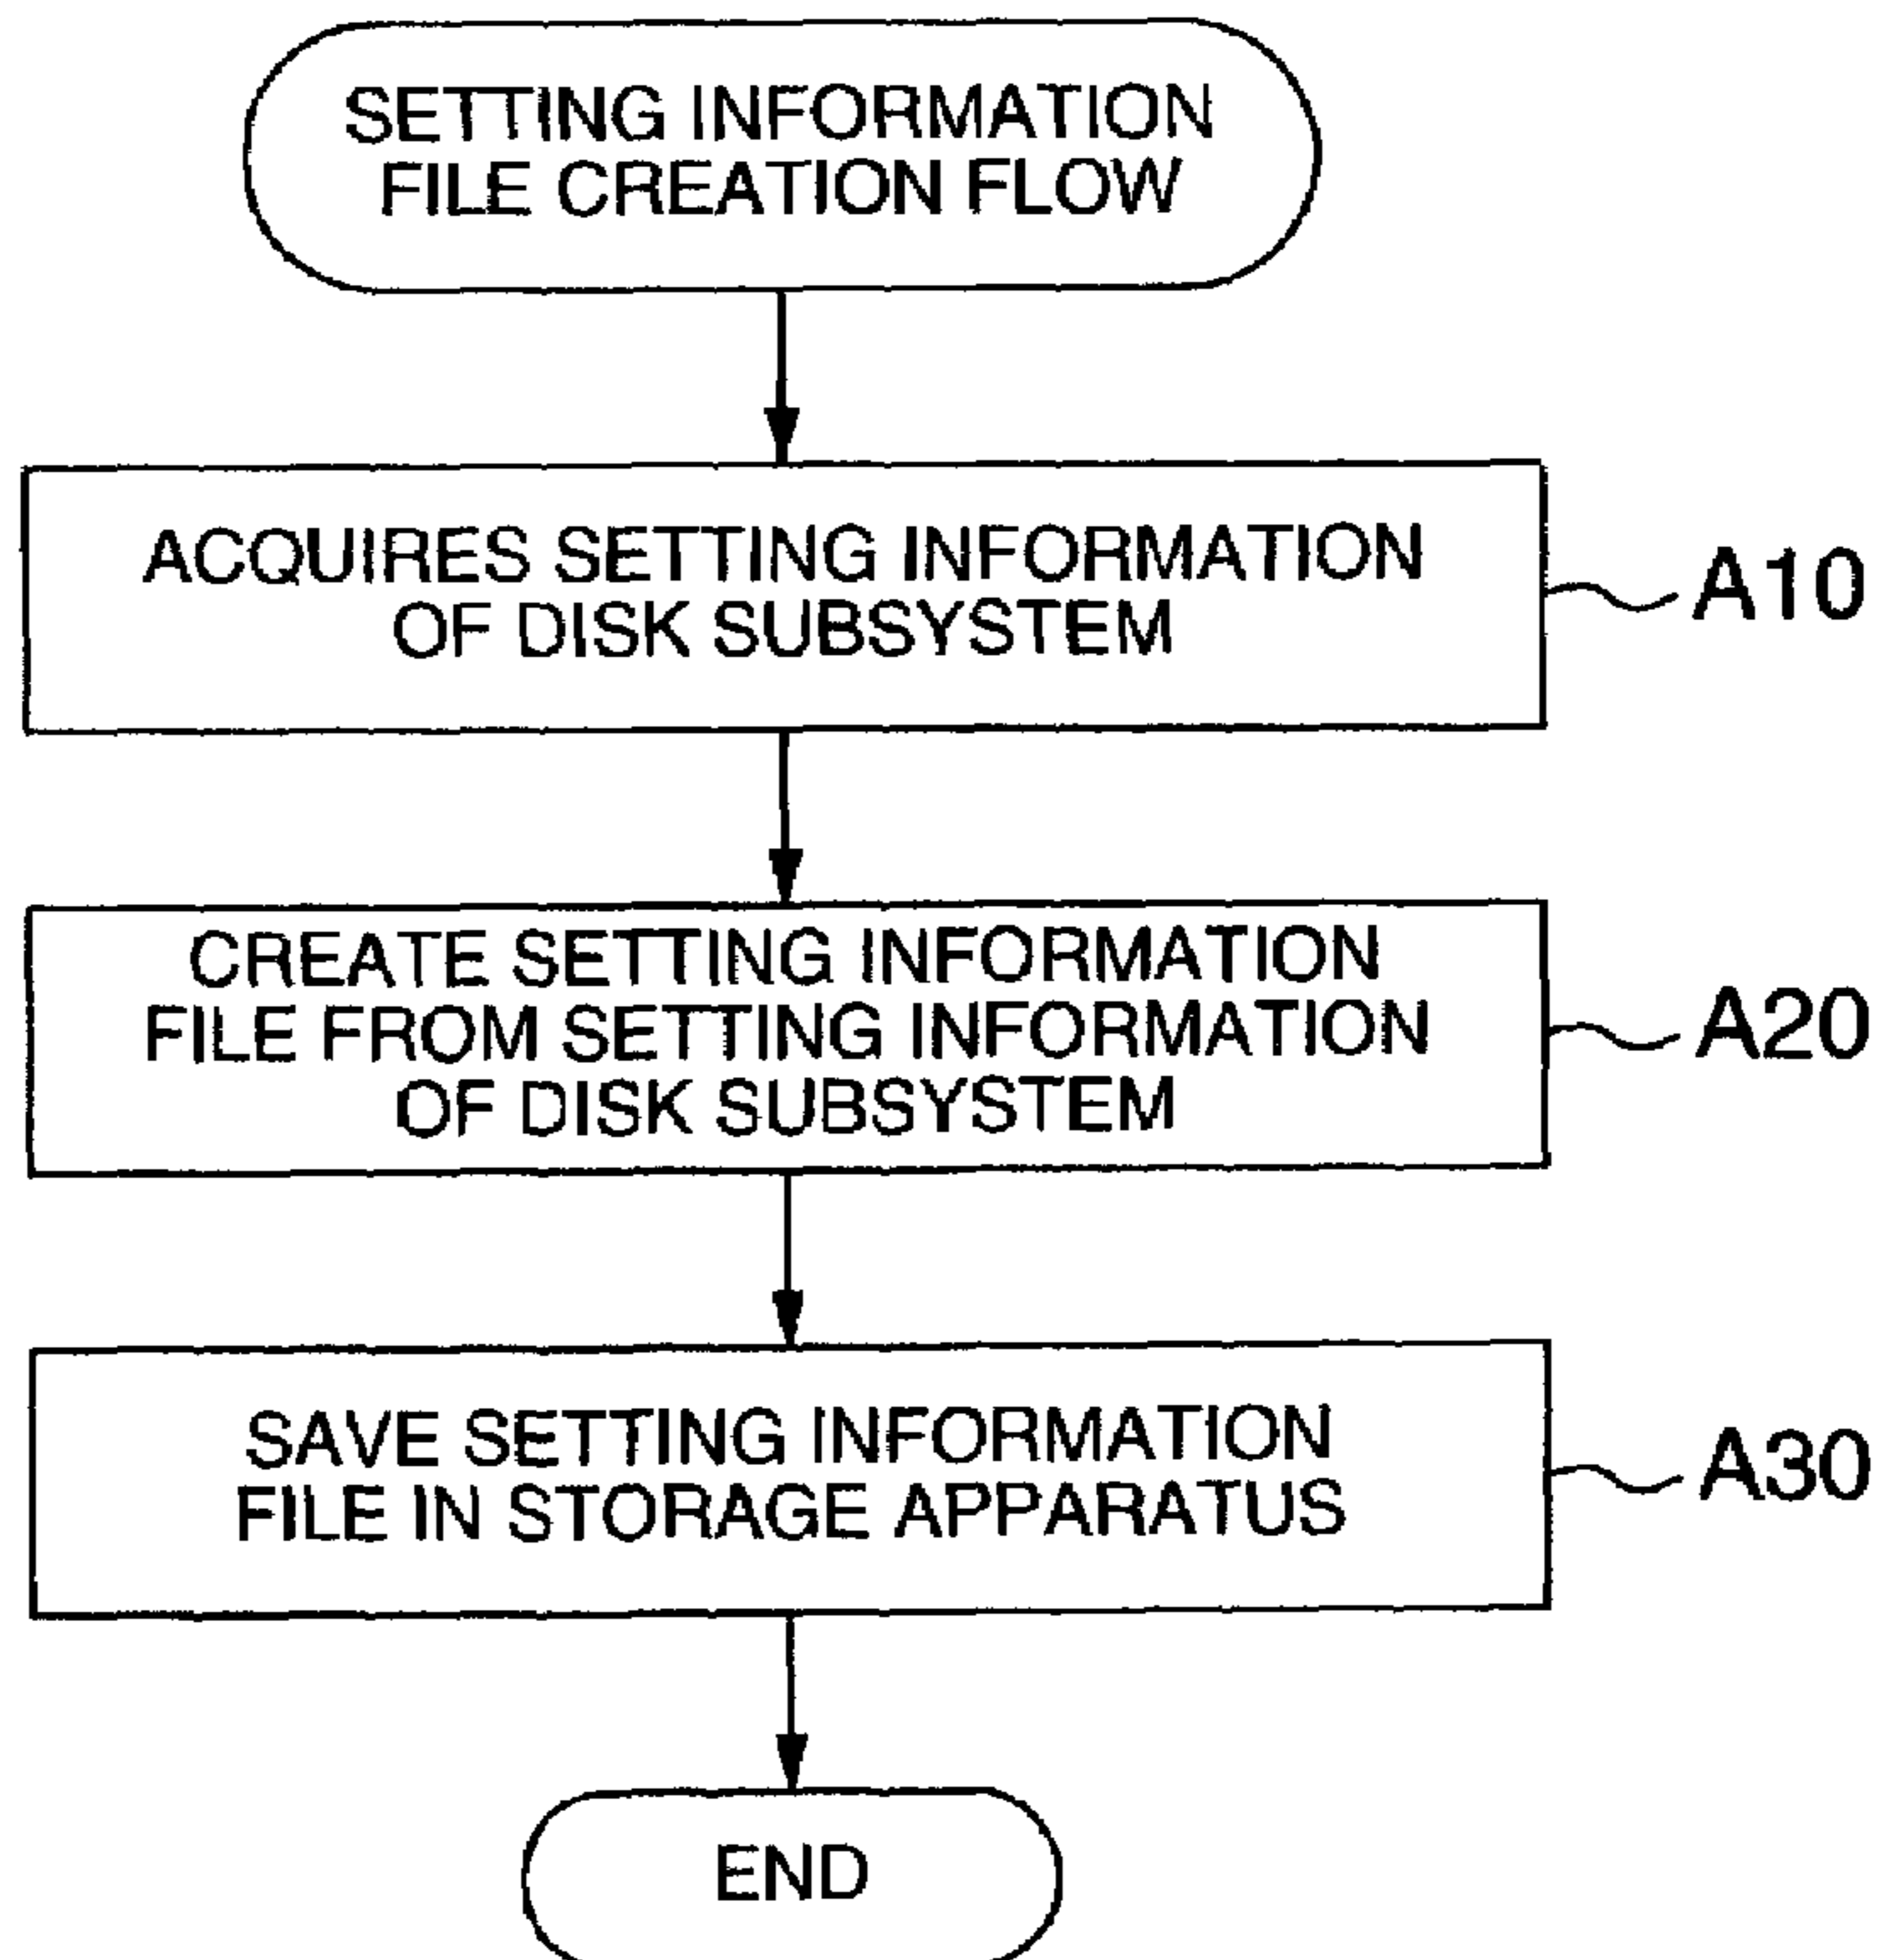 SETTING INFORMATION
FILE CREATION FLOW
ACQUIRES SETTING INFORMATION
OF DISK SUBSYSTEM
A10
CREATE SETTING INFORMATION
FILE FROM SETTING INFORMATION
OF DISK SUBSYSTEM
A20
SAVE SETTING INFORMATION
FILE IN STORAGE APPARATUS
A30
END